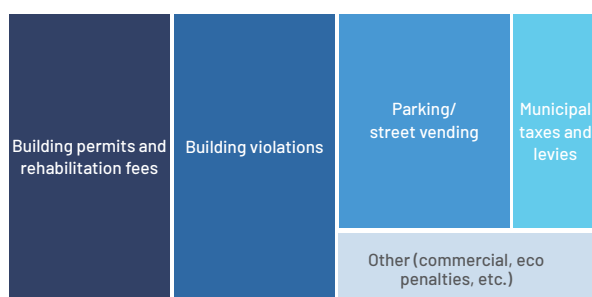 Building permits and
rehabilitation fees
Building violations
Parking/
street vending
Municipal
taxes and
levies
Other (commercial, eco
penalties, etc.)